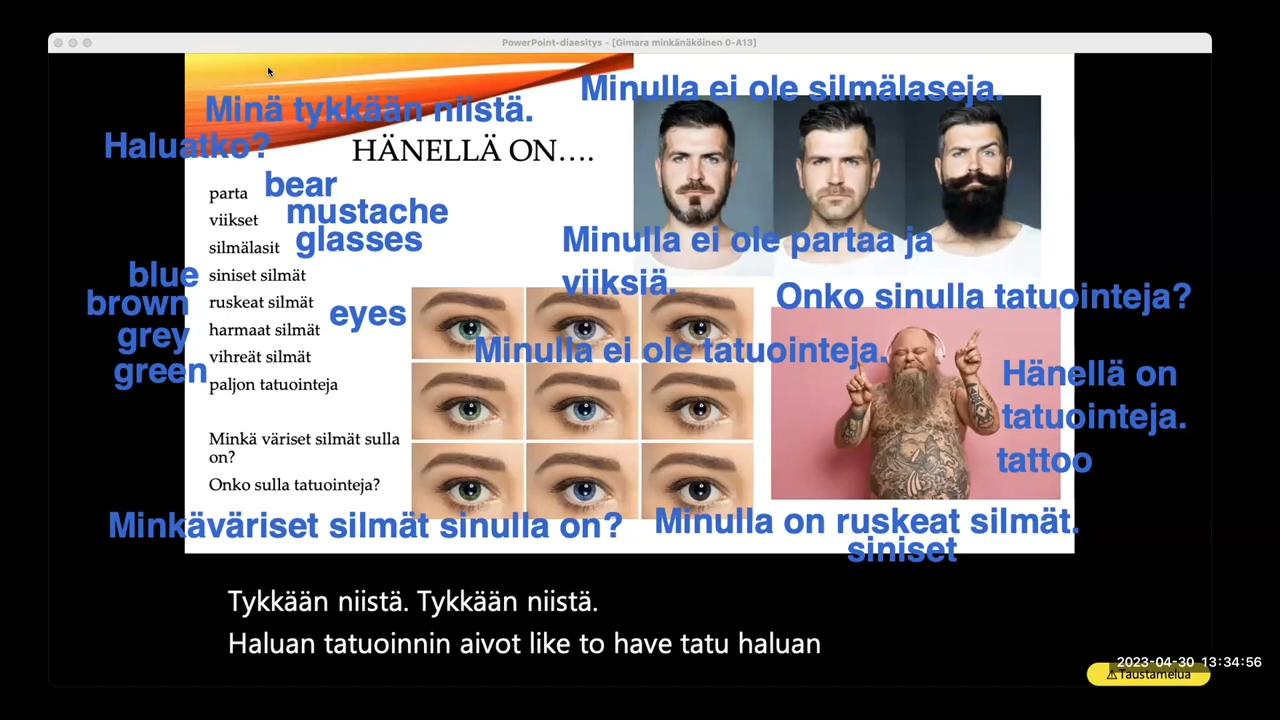 PowerPoint-diaesitys - [Gimara minkänäköinen 0-A13]
Minulla ei ole silmälaseja.
Minä tykkään niistä.
Haluatko?
HÄNELLÄ ON….
parta bear
viikset mustache
silmälasit glasses
Minulla ei ole partaa ja
viiksiä.
blue siniset silmät
brown ruskeat silmät
eyes
grey harmaat silmät
green vihreät silmät
paljon tatuointeja
Onko sinulla tatuointeja?
Minulla ei ole tatuointeja.
Hänellä on
tatuointeja.
tattoo
Minkä väriset silmät sulla
on?
Onko sulla tatuointeja?
Minkäväriset silmät sinulla on?
Minulla on ruskeat silmät.
siniset
Tykkään niistä. Tykkään niistä.
Haluan tatuoinnin aivot like to have tatu haluan
2023-04-30 13:34:56
⚠Taustamelua